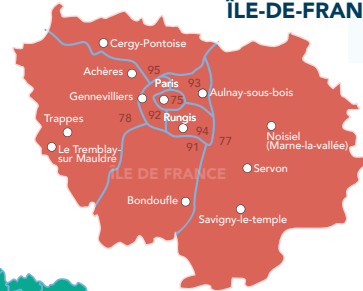 ÎLE-DE-FRAN
Cergy-Pontoise
Achères
95
Paris
93
Gennevilliers
75
Aulnay-sous-bois
Trappes
78
92
Rungis
94
77
Noisiel
(Marne-la-vallée)
Le Tremblay-
sur Mauldre
91
ILE DE FRANCE
Servon
Bondoufle
Savigny-le-temple